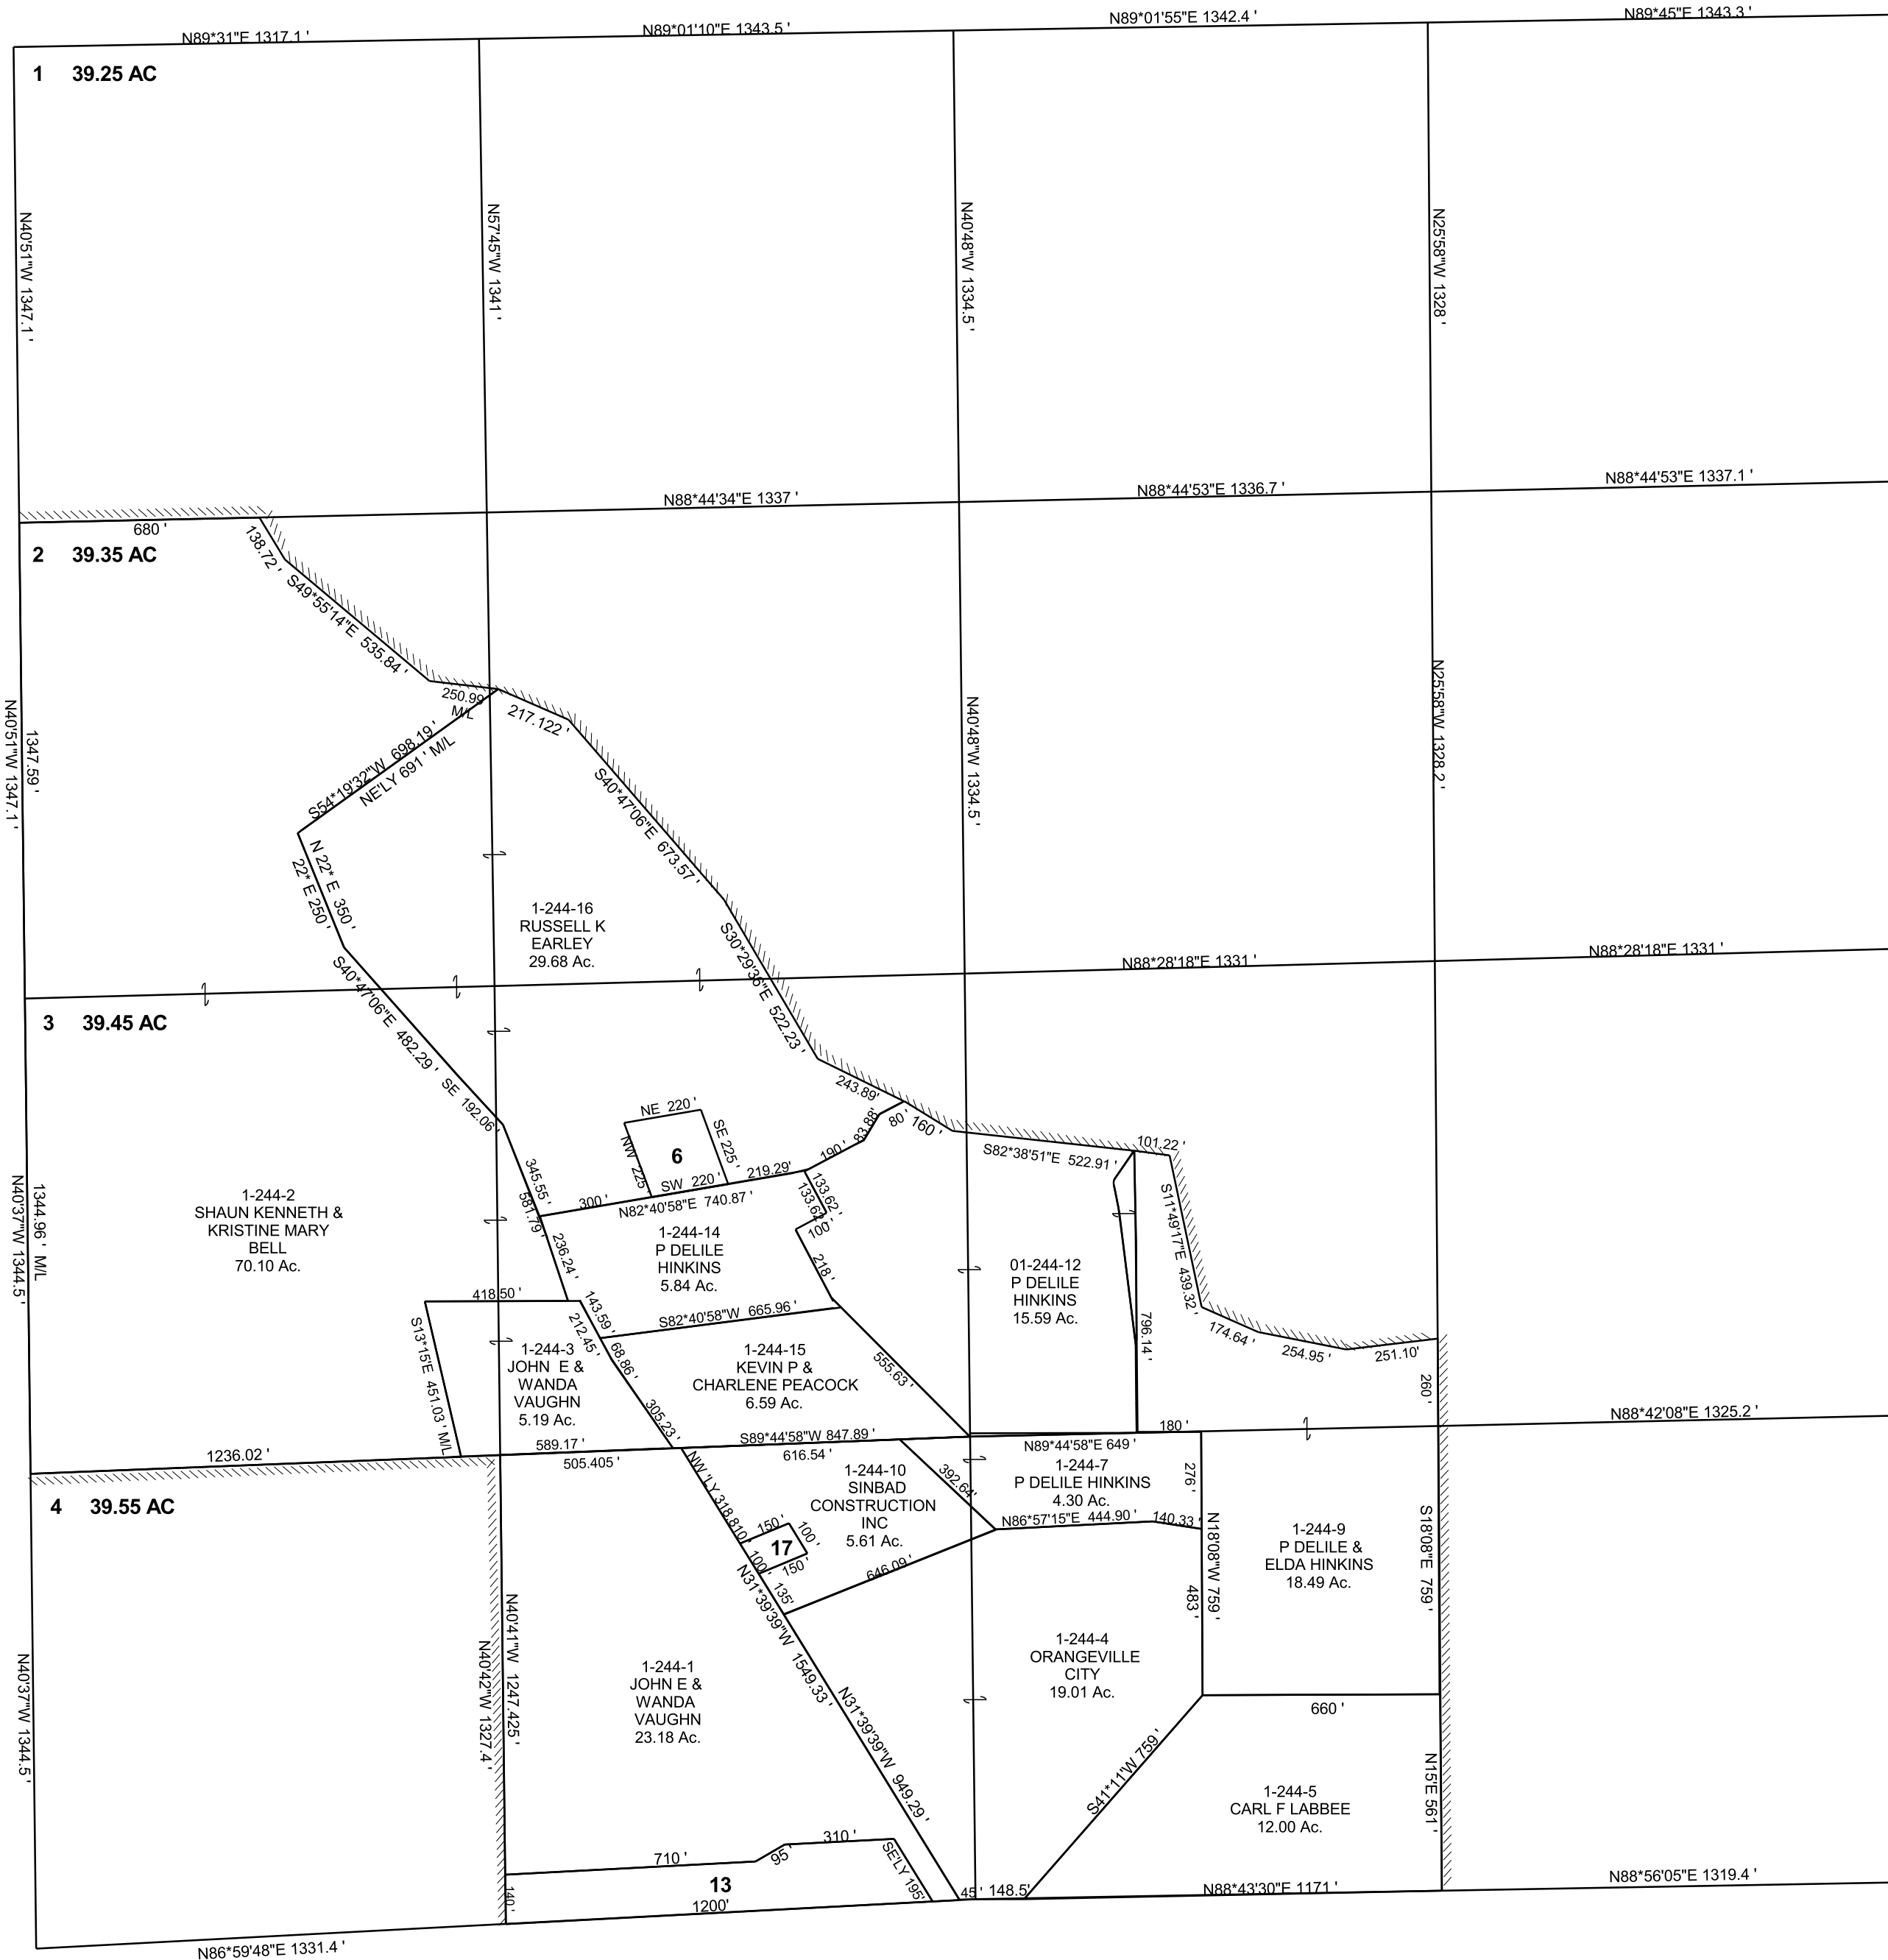 N89*31"E 1317.1 '
N89*01'10"E 1343.5 '
N89*01'55"E 1342.4 '
N89*45"E 1343.3 '
1 39.25 AC
N40'51"W 1347.1 '
N57'45"W 1341 '
N40'48"W 1334.5 '
N25'58"W 1328 '
680 '
N88*44'34"E 1337 '
N88*44'53"E 1336.7 '
N88*44'53"E 1337.1 '
2 39.35 AC
138.72 '
S49*55'14"E 535.84 '
250.99
M/L
217.122 '
S54*19'32"W 698.19 '
NE'LY 691 ' M/L
N40'51"W 1347.1 '
1347.59 '
N 22* E 350 '
22* E 250 '
S40*47'06"E 673.57 '
N40'48"W 1334.5 '
N25'58"W 1328.2 '
1-244-16
RUSSELL K
EARLEY
29.68 Ac.
S30*29'36"E 522.23 '
N88*28'18"E 1331 '
N88*28'18"E 1331 '
3 39.45 AC
S40*47'06"E 482.29 '
SE 192.06 '
243.89'
80 '
160 '
83.88'
190 '
NE 220 '
NW 225 '
SE 225 '
6
SW 220 '
219.29'
300 '
N82*40'58"E 740.87 '
345.55 '
581.79 '
236.24 '
133.62 '
133.62 '
100 '
218 '
S82*38'51"E 522.91 '
101.22 '
S11*49'17"E 439.32 '
174.64 '
254.95 '
251.10'
260 '
796.14 '
1344.96 ' M/L
N40'37"W 1344.5 '
1-244-2
SHAUN KENNETH &
KRISTINE MARY
BELL
70.10 Ac.
1-244-14
P DELILE
HINKINS
5.84 Ac.
01-244-12
P DELILE
HINKINS
15.59 Ac.
418.50 '
143.59 '
212.45 '
68.86 '
S82*40'58"W 665.96 '
S13*15'E 451.03 ' M/L
1-244-3
JOHN E &
WANDA
VAUGHN
5.19 Ac.
1-244-15
KEVIN P &
CHARLENE PEACOCK
6.59 Ac.
555.63 '
305.23 '
1236.02 '
589.17 '
505.405 '
S89*44'58"W 847.89 '
616.54 '
180 '
N88*42'08"E 1325.2 '
4 39.55 AC
N89*44'58"E 649 '
1-244-7
P DELILE HINKINS
4.30 Ac.
276 '
392.64 '
N86*57'15"E 444.90 '
140.33 '
1-244-10
SINBAD
CONSTRUCTION
INC
5.61 Ac.
NW 'LY 318.810 '
150 '
100 '
17
100 '
150 '
135'
646.09 '
N18'08"W 759 '
483 '
1-244-9
P DELILE &
ELDA HINKINS
18.49 Ac.
S18'08"E 759 '
N31*39'39"W 1549.33 '
N31*39'39"W 949.29 '
N40'37"W 1344.5 '
N40'42"W 1327.4 '
N40'41"W 1247.425 '
1-244-1
JOHN E &
WANDA
VAUGHN
23.18 Ac.
1-244-4
ORANGEVILLE
CITY
19.01 Ac.
660 '
S41*11"W 759 '
1-244-5
CARL F LABBEE
12.00 Ac.
N15'E 561 '
710 '
95 '
310 '
SE'LY 195'
140 '
13
1200'
45 '
148.5'
N88*43'30"E 1171 '
N88*56'05"E 1319.4 '
N86*59'48"E 1331.4 '